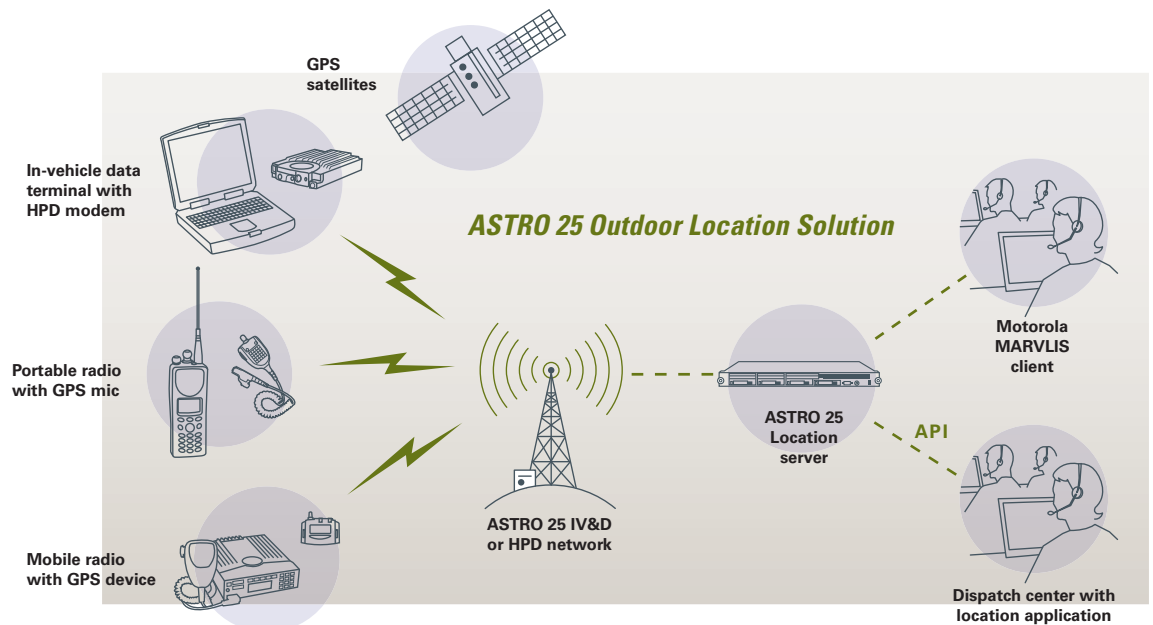 GPS
satellites
In-vehicle data
terminal with
HPD modem
ASTRO 25 Outdoor Location Solution
Portable radio
with GPS mic
Motorola
MARVLIS
client
ASTRO 25
Location
server
API
ASTRO 25 IV&D
or HPD network
Mobile radio
with GPS device
Dispatch center with
location application